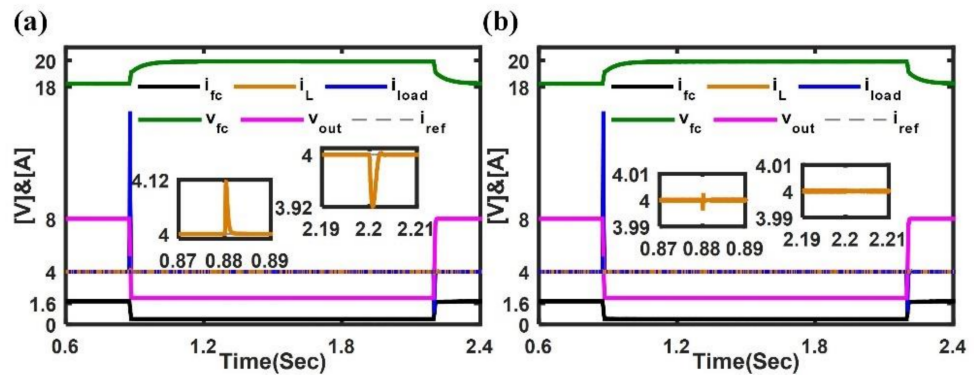 (a)
20
18
i_fc i_L i_load
v_fc v_out i_ref
[V]&[A]
4.12
4
0.87 0.88 0.89
4
3.92
2.19 2.2 2.21
8
4
1.6
0
0.6 1.2 1.8 2.4
Time(Sec)
(b)
20
18
i_fc i_L i_load
v_fc v_out i_ref
[V]&[A]
4.01
4
3.99
0.87 0.88 0.89
4.01
4
3.99
2.19 2.2 2.21
8
4
1.6
0
0.6 1.2 1.8 2.4
Time(Sec)